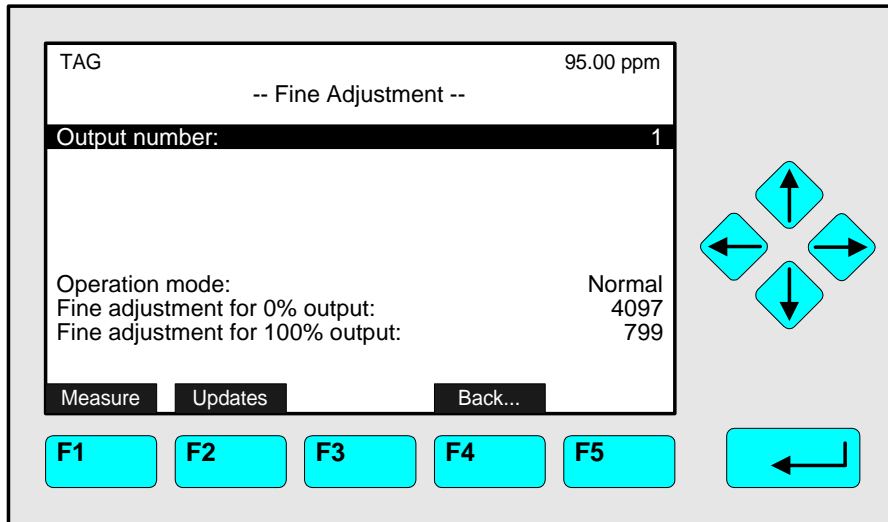 TAG 95.00 ppm
-- Fine Adjustment --
Output number: 1
Operation mode: Normal
Fine adjustment for 0% output: 4097
Fine adjustment for 100% output: 799
Measure Updates Back...
F1 F2 F3 F4 F5